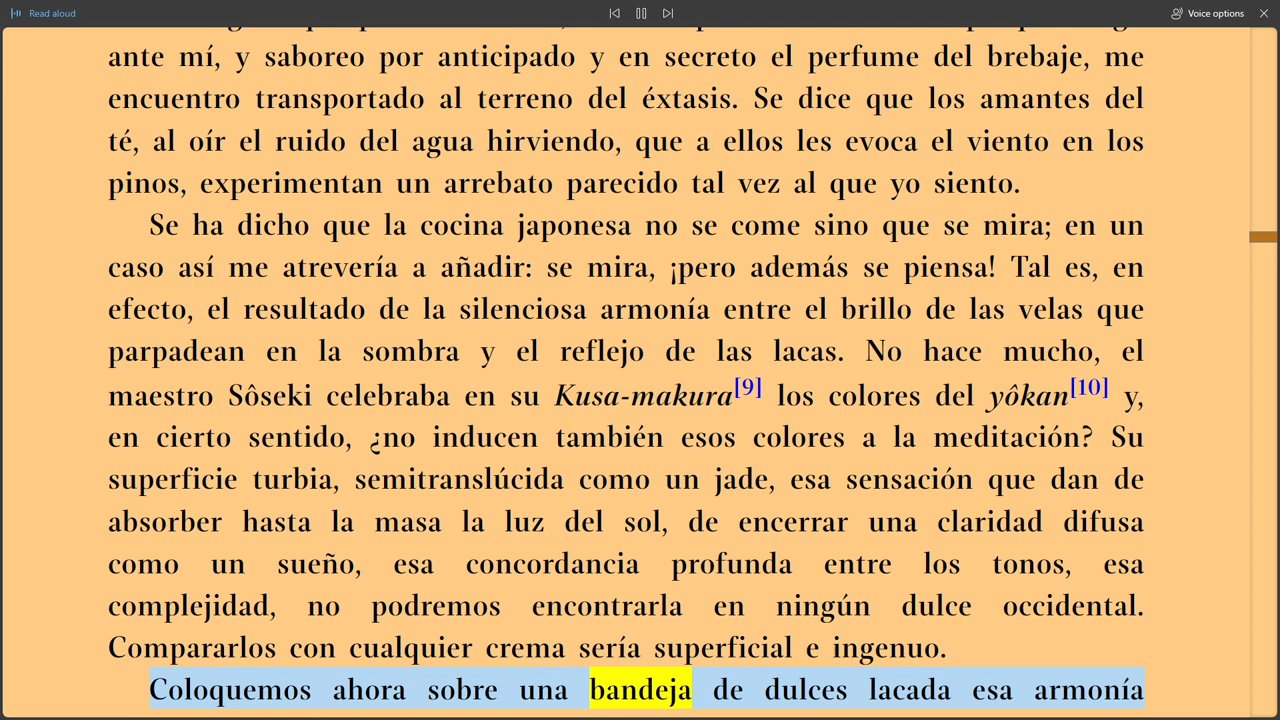 Read aloud
Voice options
ante mí, y saboreo por anticipado y en secreto el perfume del brebaje, me
encuentro transportado al terreno del éxtasis. Se dice que los amantes del
té, al oír el ruido del agua hirviendo, que a ellos les evoca el viento en los
pinos, experimentan un arrebato parecido tal vez al que yo siento.
Se ha dicho que la cocina japonesa no se come sino que se mira; en un
caso así me atrevería a añadir: se mira, ¡pero además se piensa! Tal es, en
efecto, el resultado de la silenciosa armonía entre el brillo de las velas que
parpadean en la sombra y el reflejo de las lacas. No hace mucho, el
maestro Sôseki celebraba en su Kusa-makura[9] los colores del yôkan[10] y,
en cierto sentido, ¿no inducen también esos colores a la meditación? Su
superficie turbia, semitranslúcida como un jade, esa sensación que dan de
absorber hasta la masa la luz del sol, de encerrar una claridad difusa
como un sueño, esa concordancia profunda entre los tonos, esa
complejidad, no podremos encontrarla en ningún dulce occidental.
Compararlos con cualquier crema sería superficial e ingenuo.
Coloquemos ahora sobre una bandeja de dulces lacada esa armonía